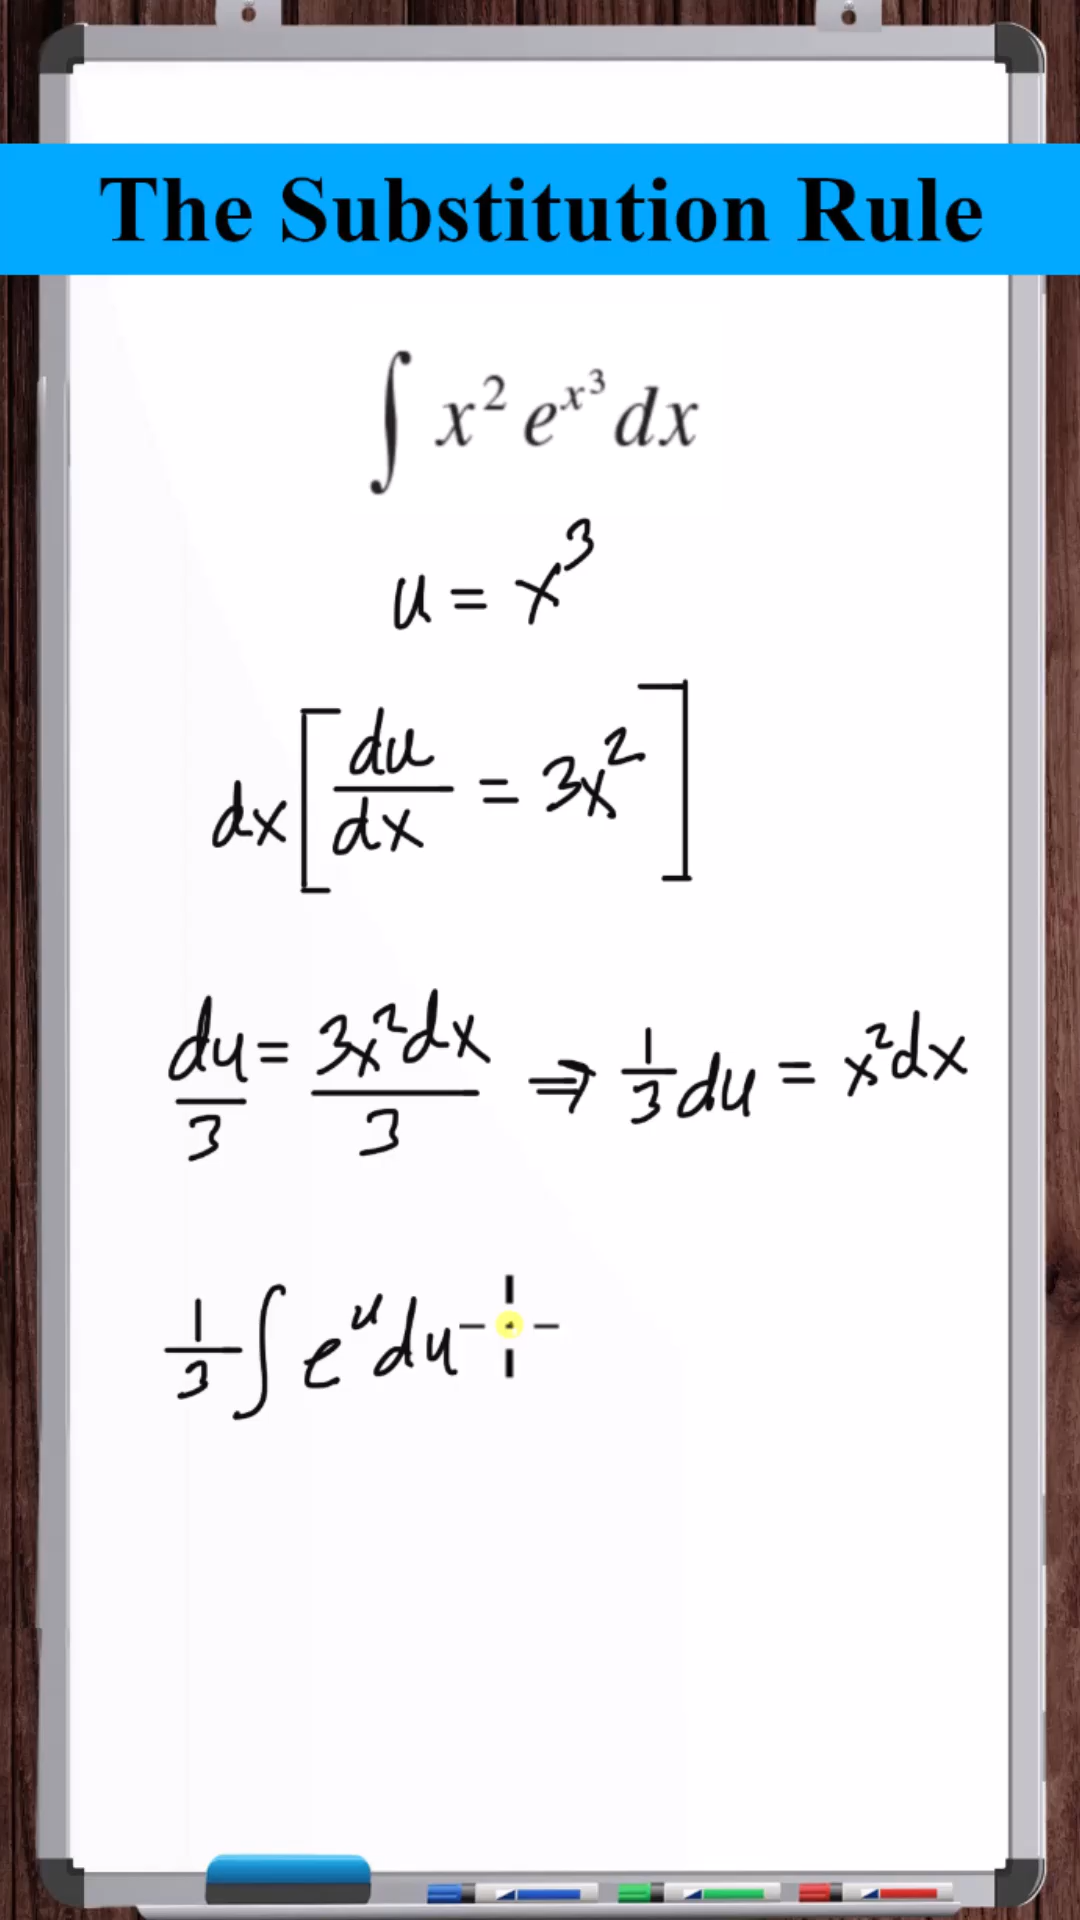 The Substitution Rule
∫ x² e^{x³} dx
u = x³
dx [ du/dx = 3x² ]
du/3 = 3x²dx/3 ⇒ 1/3 du = x²dx
1/3 ∫ e^u du